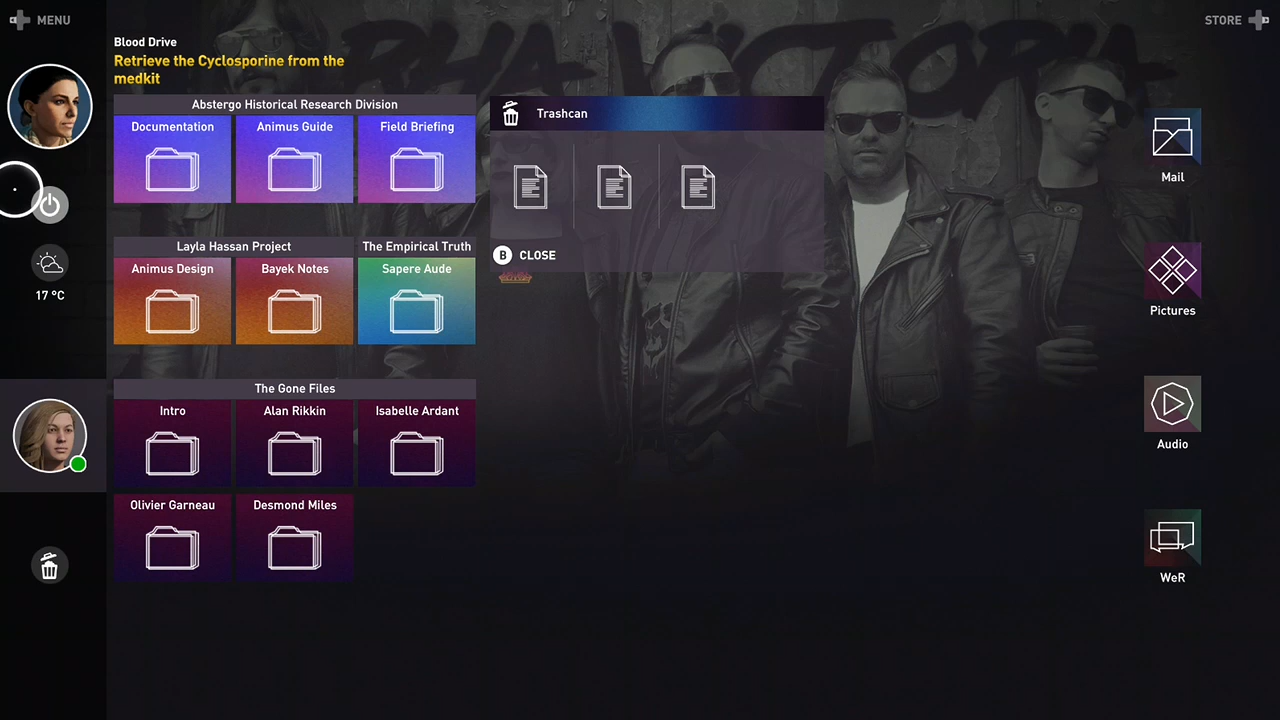 MENU
STORE
Blood Drive
Retrieve the Cyclosporine from the
medkit
Abstergo Historical Research Division
Documentation
Animus Guide
Field Briefing
Trashcan
B CLOSE
Layla Hassan Project
The Empirical Truth
Animus Design
Bayek Notes
Sapere Aude
17 ºC
The Gone Files
Intro
Alan Rikkin
Isabelle Ardant
Olivier Garneau
Desmond Miles
Mail
Pictures
Audio
WeR